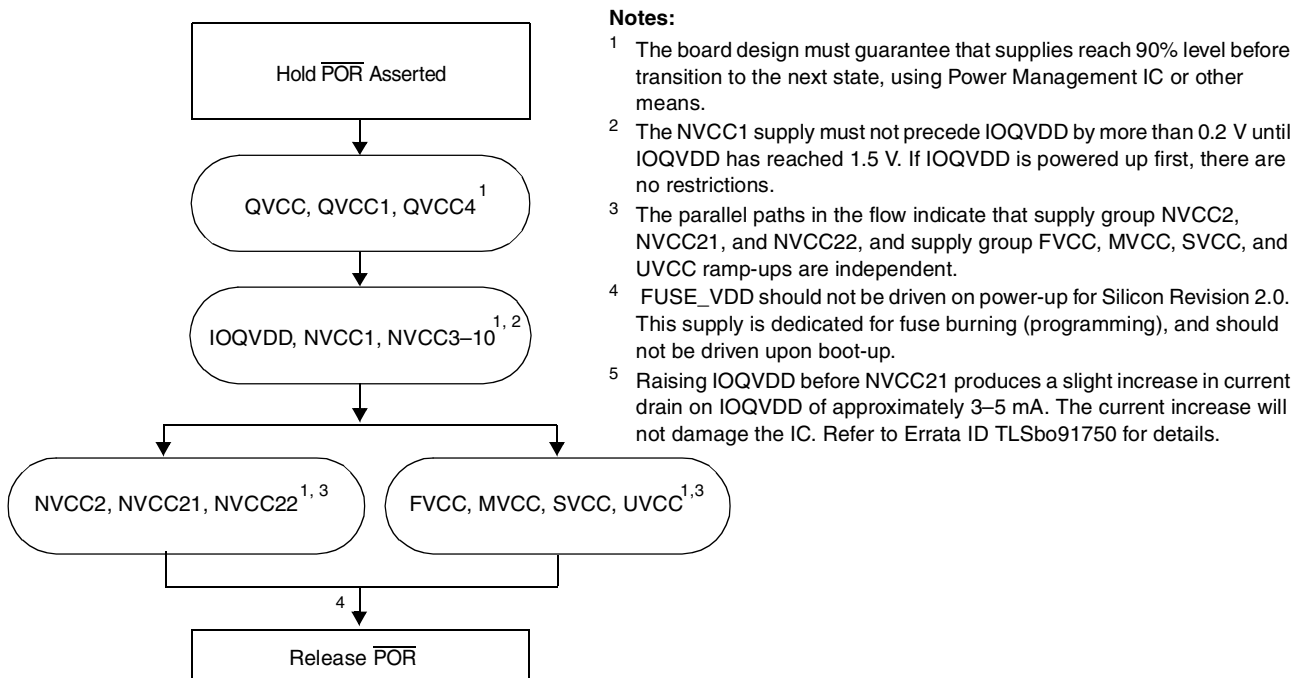 Hold POR Asserted
QVCC, QVCC1, QVCC4 1
IOQVDD, NVCC1, NVCC3–10 1, 2
NVCC2, NVCC21, NVCC22 1, 3
FVCC, MVCC, SVCC, UVCC 1,3
4
Release POR
Notes:
1 The board design must guarantee that supplies reach 90% level before
transition to the next state, using Power Management IC or other
means.
2 The NVCC1 supply must not precede IOQVDD by more than 0.2 V until
IOQVDD has reached 1.5 V. If IOQVDD is powered up first, there are
no restrictions.
3 The parallel paths in the flow indicate that supply group NVCC2,
NVCC21, and NVCC22, and supply group FVCC, MVCC, SVCC, and
UVCC ramp-ups are independent.
4 FUSE_VDD should not be driven on power-up for Silicon Revision 2.0.
This supply is dedicated for fuse burning (programming), and should
not be driven upon boot-up.
5 Raising IOQVDD before NVCC21 produces a slight increase in current
drain on IOQVDD of approximately 3–5 mA. The current increase will
not damage the IC. Refer to Errata ID TLSbo91750 for details.